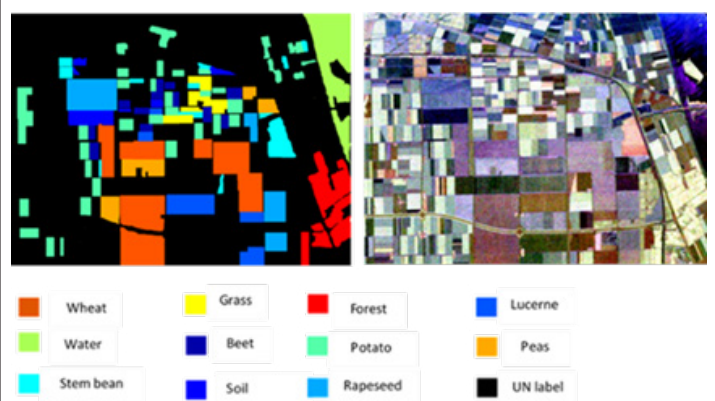 Wheat Grass Forest Lucerne
Water Beet Potato Peas
Stem bean Soil Rapeseed UN label